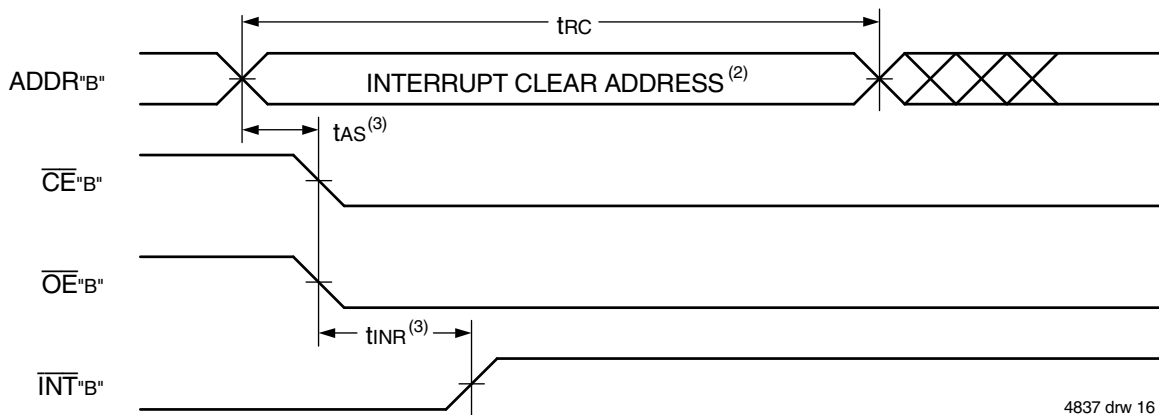 tRC
ADDR"B"
INTERRUPT CLEAR ADDRESS(2)
tAS(3)
CE"B"
OE"B"
tINR(3)
INT"B"
4837 drw 16